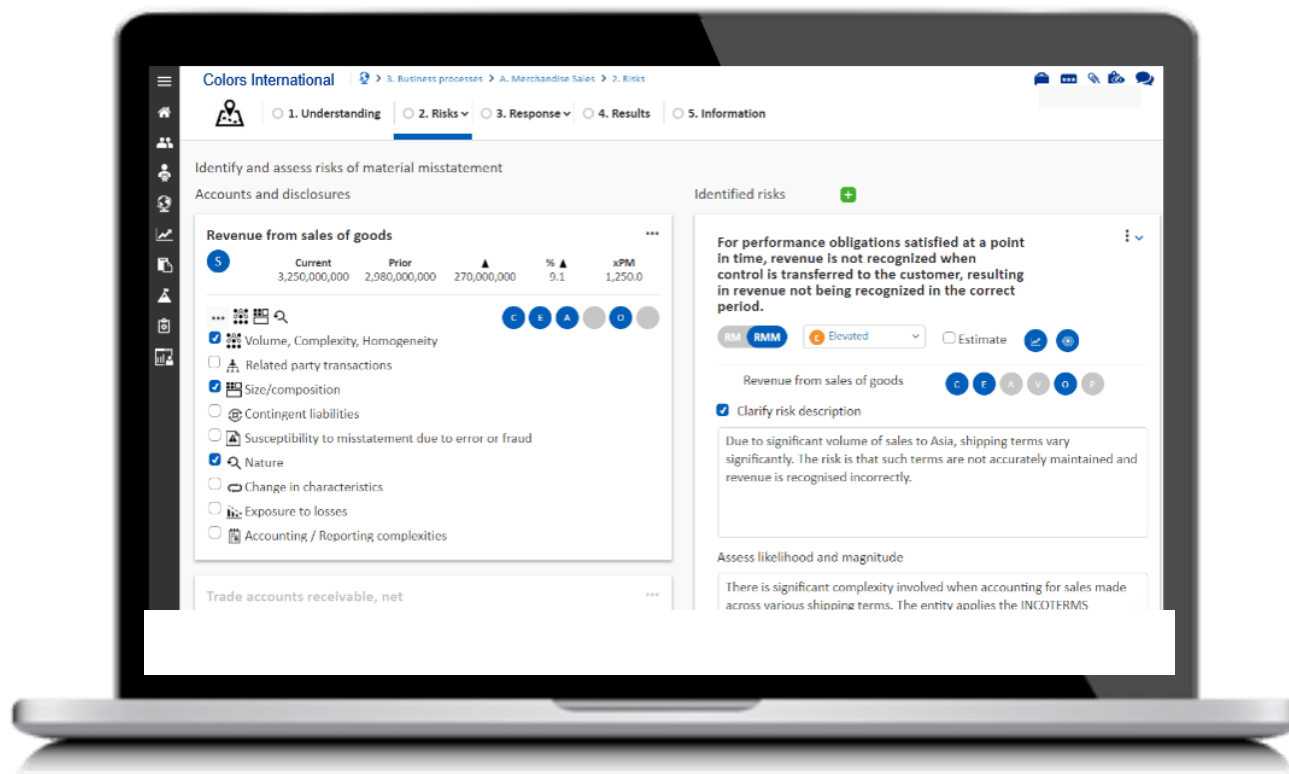 Colors International
> 3. Business processes > A. Merchandise Sales > 2. Risks
1. Understanding
2. Risks
3. Response
4. Results
5. Information
Identify and assess risks of material misstatement
Accounts and disclosures
Revenue from sales of goods
S
Current Prior ▲ % ▲ xPM
3,250,000,000 2,980,000,000 270,000,000 9.1 1,250.0
C E A O
Volume, Complexity, Homogeneity
Related party transactions
Size/composition
Contingent liabilities
Susceptibility to misstatement due to error or fraud
Nature
Change in characteristics
Exposure to losses
Accounting / Reporting complexities
Trade accounts receivable, net
Identified risks
For performance obligations satisfied at a point
in time, revenue is not recognized when
control is transferred to the customer, resulting
in revenue not being recognized in the correct
period.
RM RMM E Elevated Estimate
Revenue from sales of goods C E A V O P
Clarify risk description
Due to significant volume of sales to Asia, shipping terms vary
significantly. The risk is that such terms are not accurately maintained and
revenue is recognised incorrectly.
Assess likelihood and magnitude
There is significant complexity involved when accounting for sales made
across various shipping terms. The entity applies the INCOTERMS